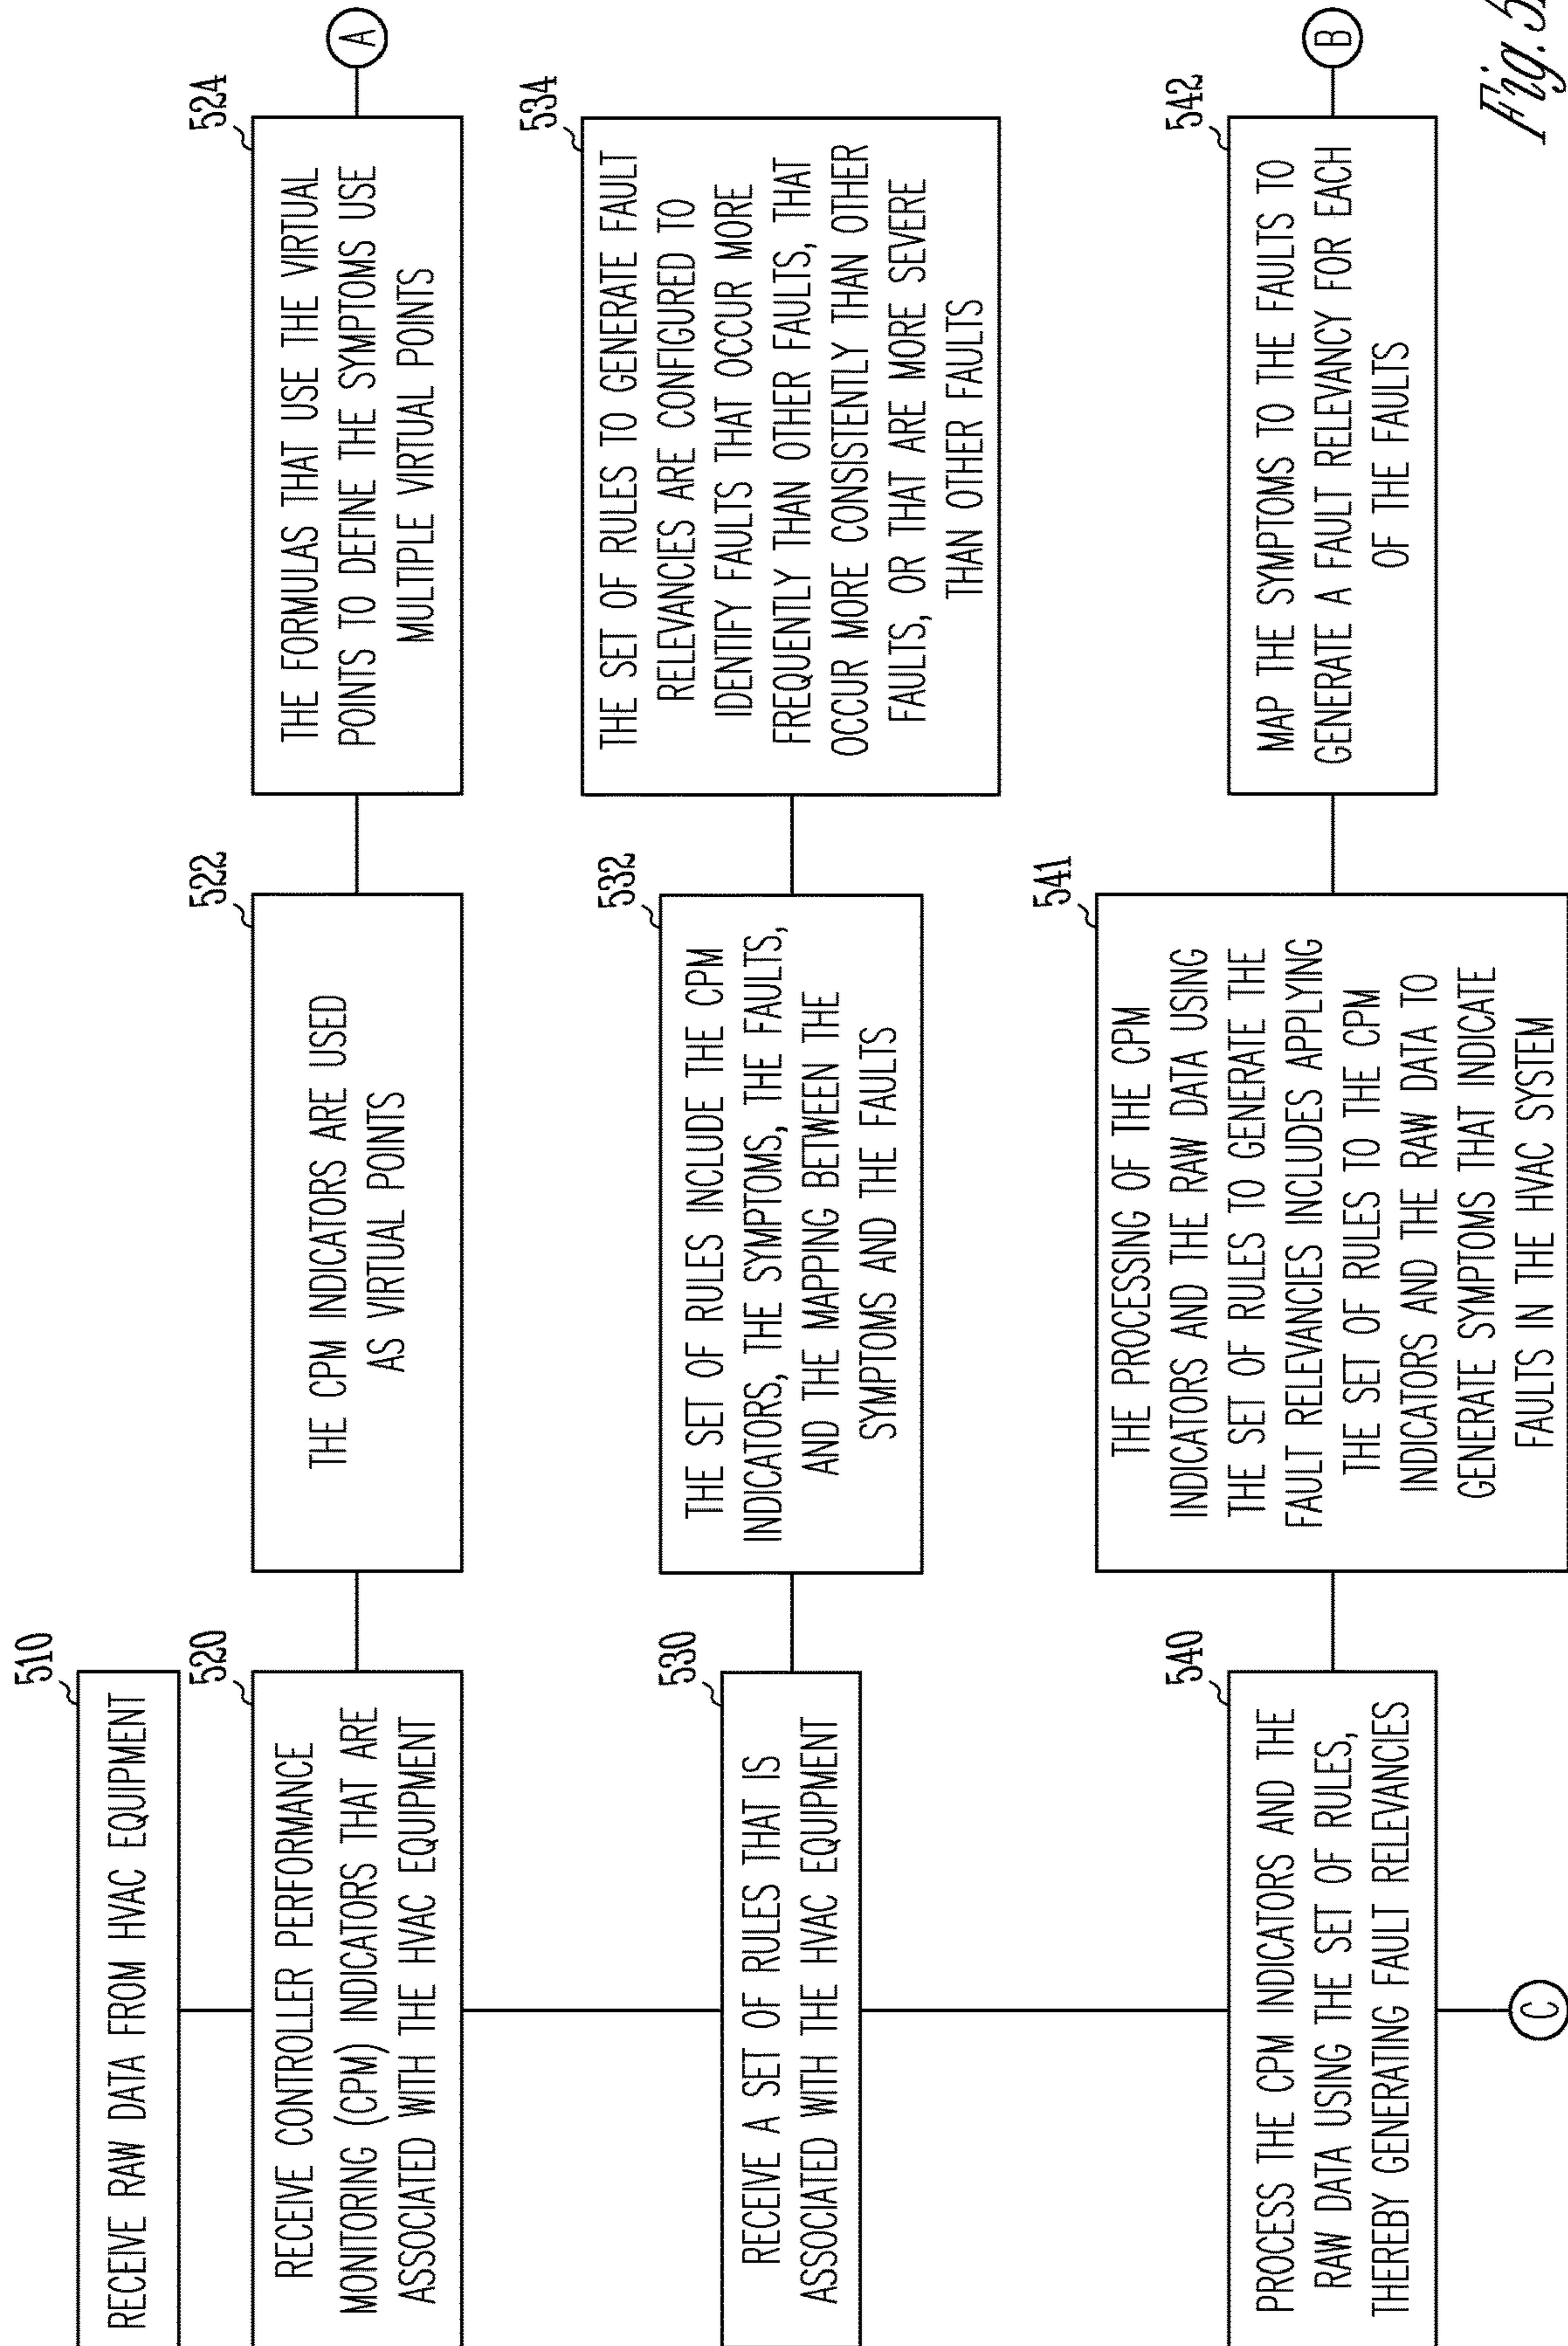 510
RECEIVE RAW DATA FROM HVAC EQUIPMENT
520
RECEIVE CONTROLLER PERFORMANCE
MONITORING (CPM) INDICATORS THAT ARE
ASSOCIATED WITH THE HVAC EQUIPMENT
522
THE CPM INDICATORS ARE USED
AS VIRTUAL POINTS
524
THE FORMULAS THAT USE THE VIRTUAL
POINTS TO DEFINE THE SYMPTOMS USE
MULTIPLE VIRTUAL POINTS
A
530
RECEIVE A SET OF RULES THAT IS
ASSOCIATED WITH THE HVAC EQUIPMENT
532
THE SET OF RULES INCLUDE THE CPM
INDICATORS, THE SYMPTOMS, THE FAULTS,
AND THE MAPPING BETWEEN THE
SYMPTOMS AND THE FAULTS
534
THE SET OF RULES TO GENERATE FAULT
RELEVANCIES ARE CONFIGURED TO
IDENTIFY FAULTS THAT OCCUR MORE
FREQUENTLY THAN OTHER FAULTS, THAT
OCCUR MORE CONSISTENTLY THAN OTHER
FAULTS, OR THAT ARE MORE SEVERE
THAN OTHER FAULTS
540
PROCESS THE CPM INDICATORS AND THE
RAW DATA USING THE SET OF RULES,
THEREBY GENERATING FAULT RELEVANCIES
541
THE PROCESSING OF THE CPM
INDICATORS AND THE RAW DATA USING
THE SET OF RULES TO GENERATE THE
FAULT RELEVANCIES INCLUDES APPLYING
THE SET OF RULES TO THE CPM
INDICATORS AND THE RAW DATA TO
GENERATE SYMPTOMS THAT INDICATE
FAULTS IN THE HVAC SYSTEM
542
MAP THE SYMPTOMS TO THE FAULTS TO
GENERATE A FAULT RELEVANCY FOR EACH
OF THE FAULTS
B
C
Fig.